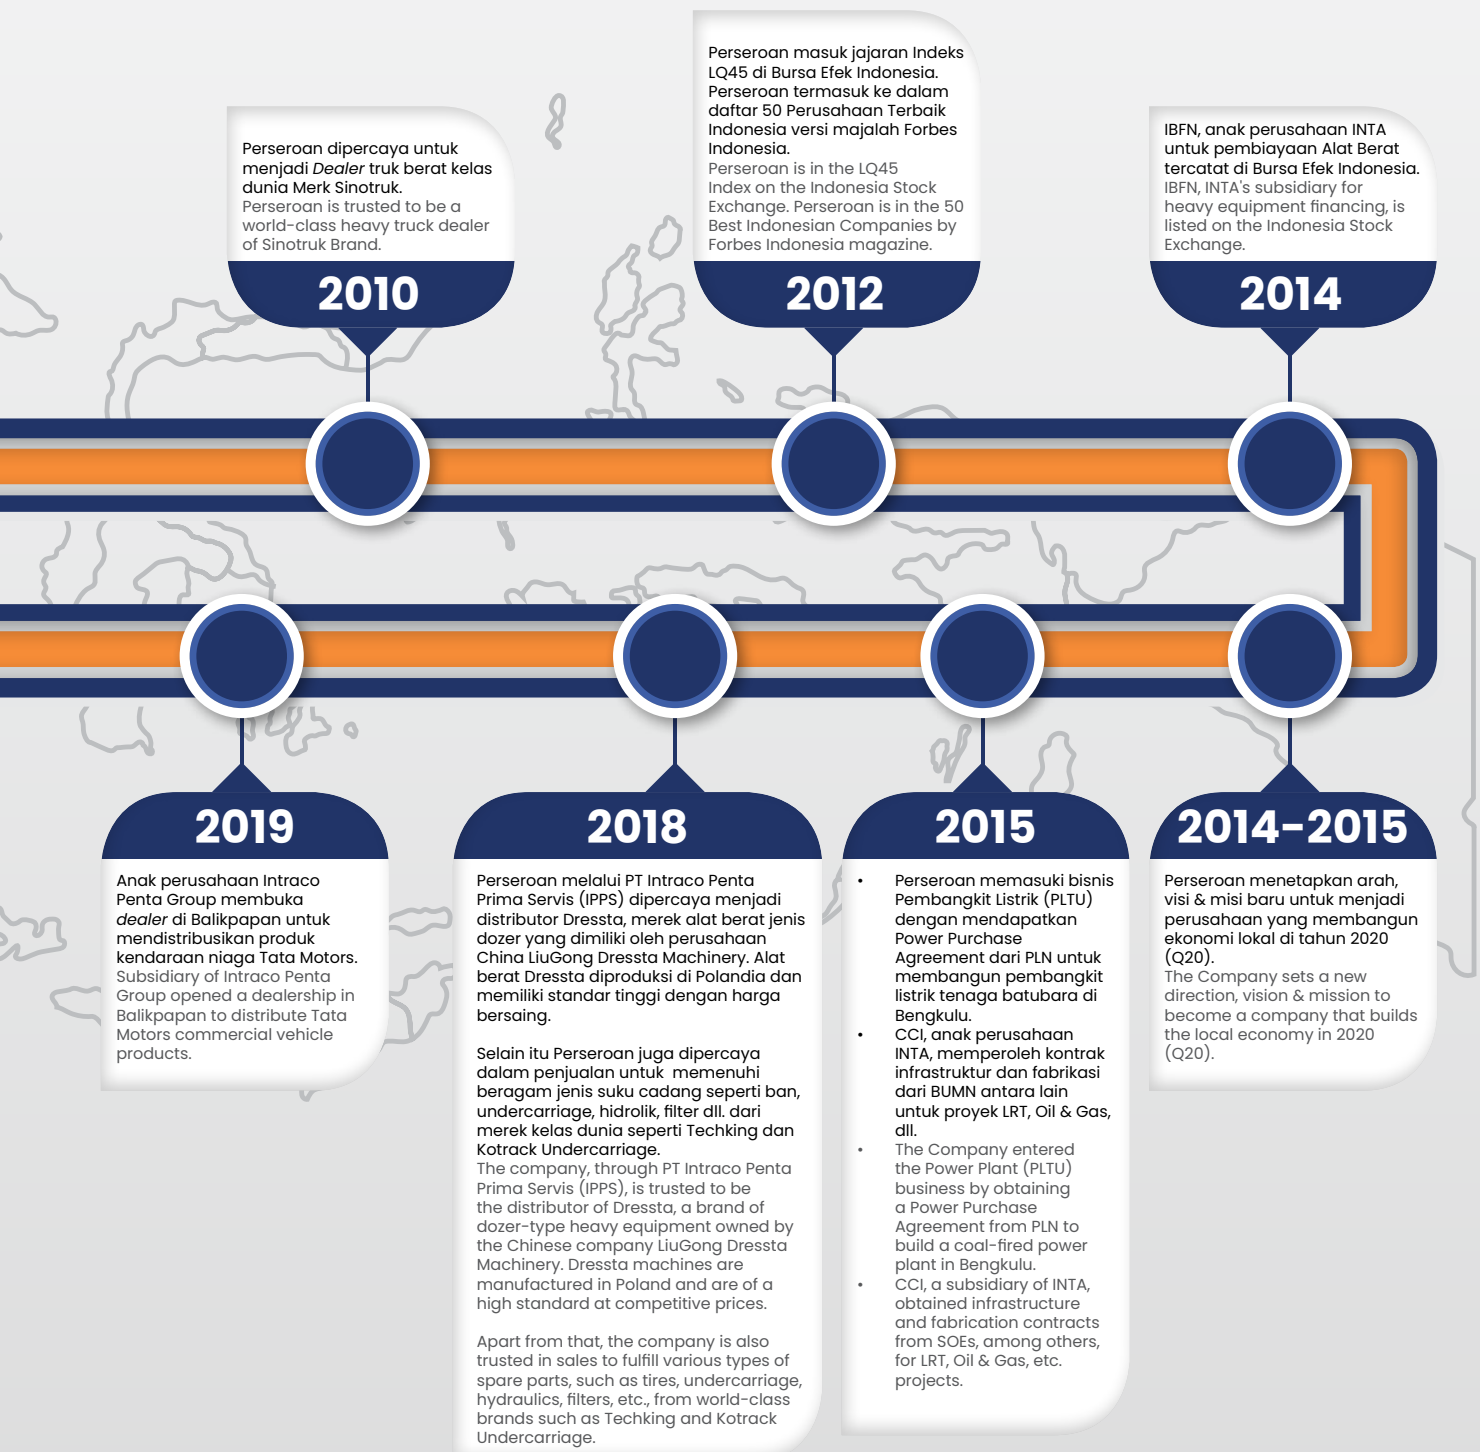 Perseroan dipercaya untuk
menjadi Dealer truk berat kelas
dunia Merk Sinotruk.
Perseroan is trusted to be a
world-class heavy truck dealer
of Sinotruk Brand.
2010
Perseroan masuk jajaran Indeks
LQ45 di Bursa Efek Indonesia.
Perseroan termasuk ke dalam
daftar 50 Perusahaan Terbaik
Indonesia versi majalah Forbes
Indonesia.
Perseroan is in the LQ45
Index on the Indonesia Stock
Exchange. Perseroan is in the 50
Best Indonesian Companies by
Forbes Indonesia magazine.
2012
IBFN, anak perusahaan INTA
untuk pembiayaan Alat Berat
tercatat di Bursa Efek Indonesia.
IBFN, INTA's subsidiary for
heavy equipment financing, is
listed on the Indonesia Stock
Exchange.
2014
2019
Anak perusahaan Intraco
Penta Group membuka
dealer di Balikpapan untuk
mendistribusikan produk
kendaraan niaga Tata Motors.
Subsidiary of Intraco Penta
Group opened a dealership in
Balikpapan to distribute Tata
Motors commercial vehicle
products.
2018
Perseroan melalui PT Intraco Penta
Prima Servis (IPPS) dipercaya menjadi
distributor Dressta, merek alat berat jenis
dozer yang dimiliki oleh perusahaan
China LiuGong Dressta Machinery. Alat
berat Dressta diproduksi di Polandia dan
memiliki standar tinggi dengan harga
bersaing.
Selain itu Perseroan juga dipercaya
dalam penjualan untuk memenuhi
beragam jenis suku cadang seperti ban,
undercarriage, hidrolik, filter dll. dari
merek kelas dunia seperti Techking dan
Kotrack Undercarriage.
The company, through PT Intraco Penta
Prima Servis (IPPS), is trusted to be
the distributor of Dressta, a brand of
dozer-type heavy equipment owned by
the Chinese company LiuGong Dressta
Machinery. Dressta machines are
manufactured in Poland and are of a
high standard at competitive prices.
Apart from that, the company is also
trusted in sales to fulfill various types of
spare parts, such as tires, undercarriage,
hydraulics, filters, etc., from world-class
brands such as Techking and Kotrack
Undercarriage.
2015
• Perseroan memasuki bisnis
Pembangkit Listrik (PLTU)
dengan mendapatkan
Power Purchase
Agreement dari PLN untuk
membangun pembangkit
listrik tenaga batubara di
Bengkulu.
• CCI, anak perusahaan
INTA, memperoleh kontrak
infrastruktur dan fabrikasi
dari BUMN antara lain
untuk proyek LRT, Oil & Gas,
dll.
• The Company entered
the Power Plant (PLTU)
business by obtaining
a Power Purchase
Agreement from PLN to
build a coal-fired power
plant in Bengkulu.
• CCI, a subsidiary of INTA,
obtained infrastructure
and fabrication contracts
from SOEs, among others,
for LRT, Oil & Gas, etc.
projects.
2014-2015
Perseroan menetapkan arah,
visi & misi baru untuk menjadi
perusahaan yang membangun
ekonomi lokal di tahun 2020
(Q20).
The Company sets a new
direction, vision & mission to
become a company that builds
the local economy in 2020
(Q20).